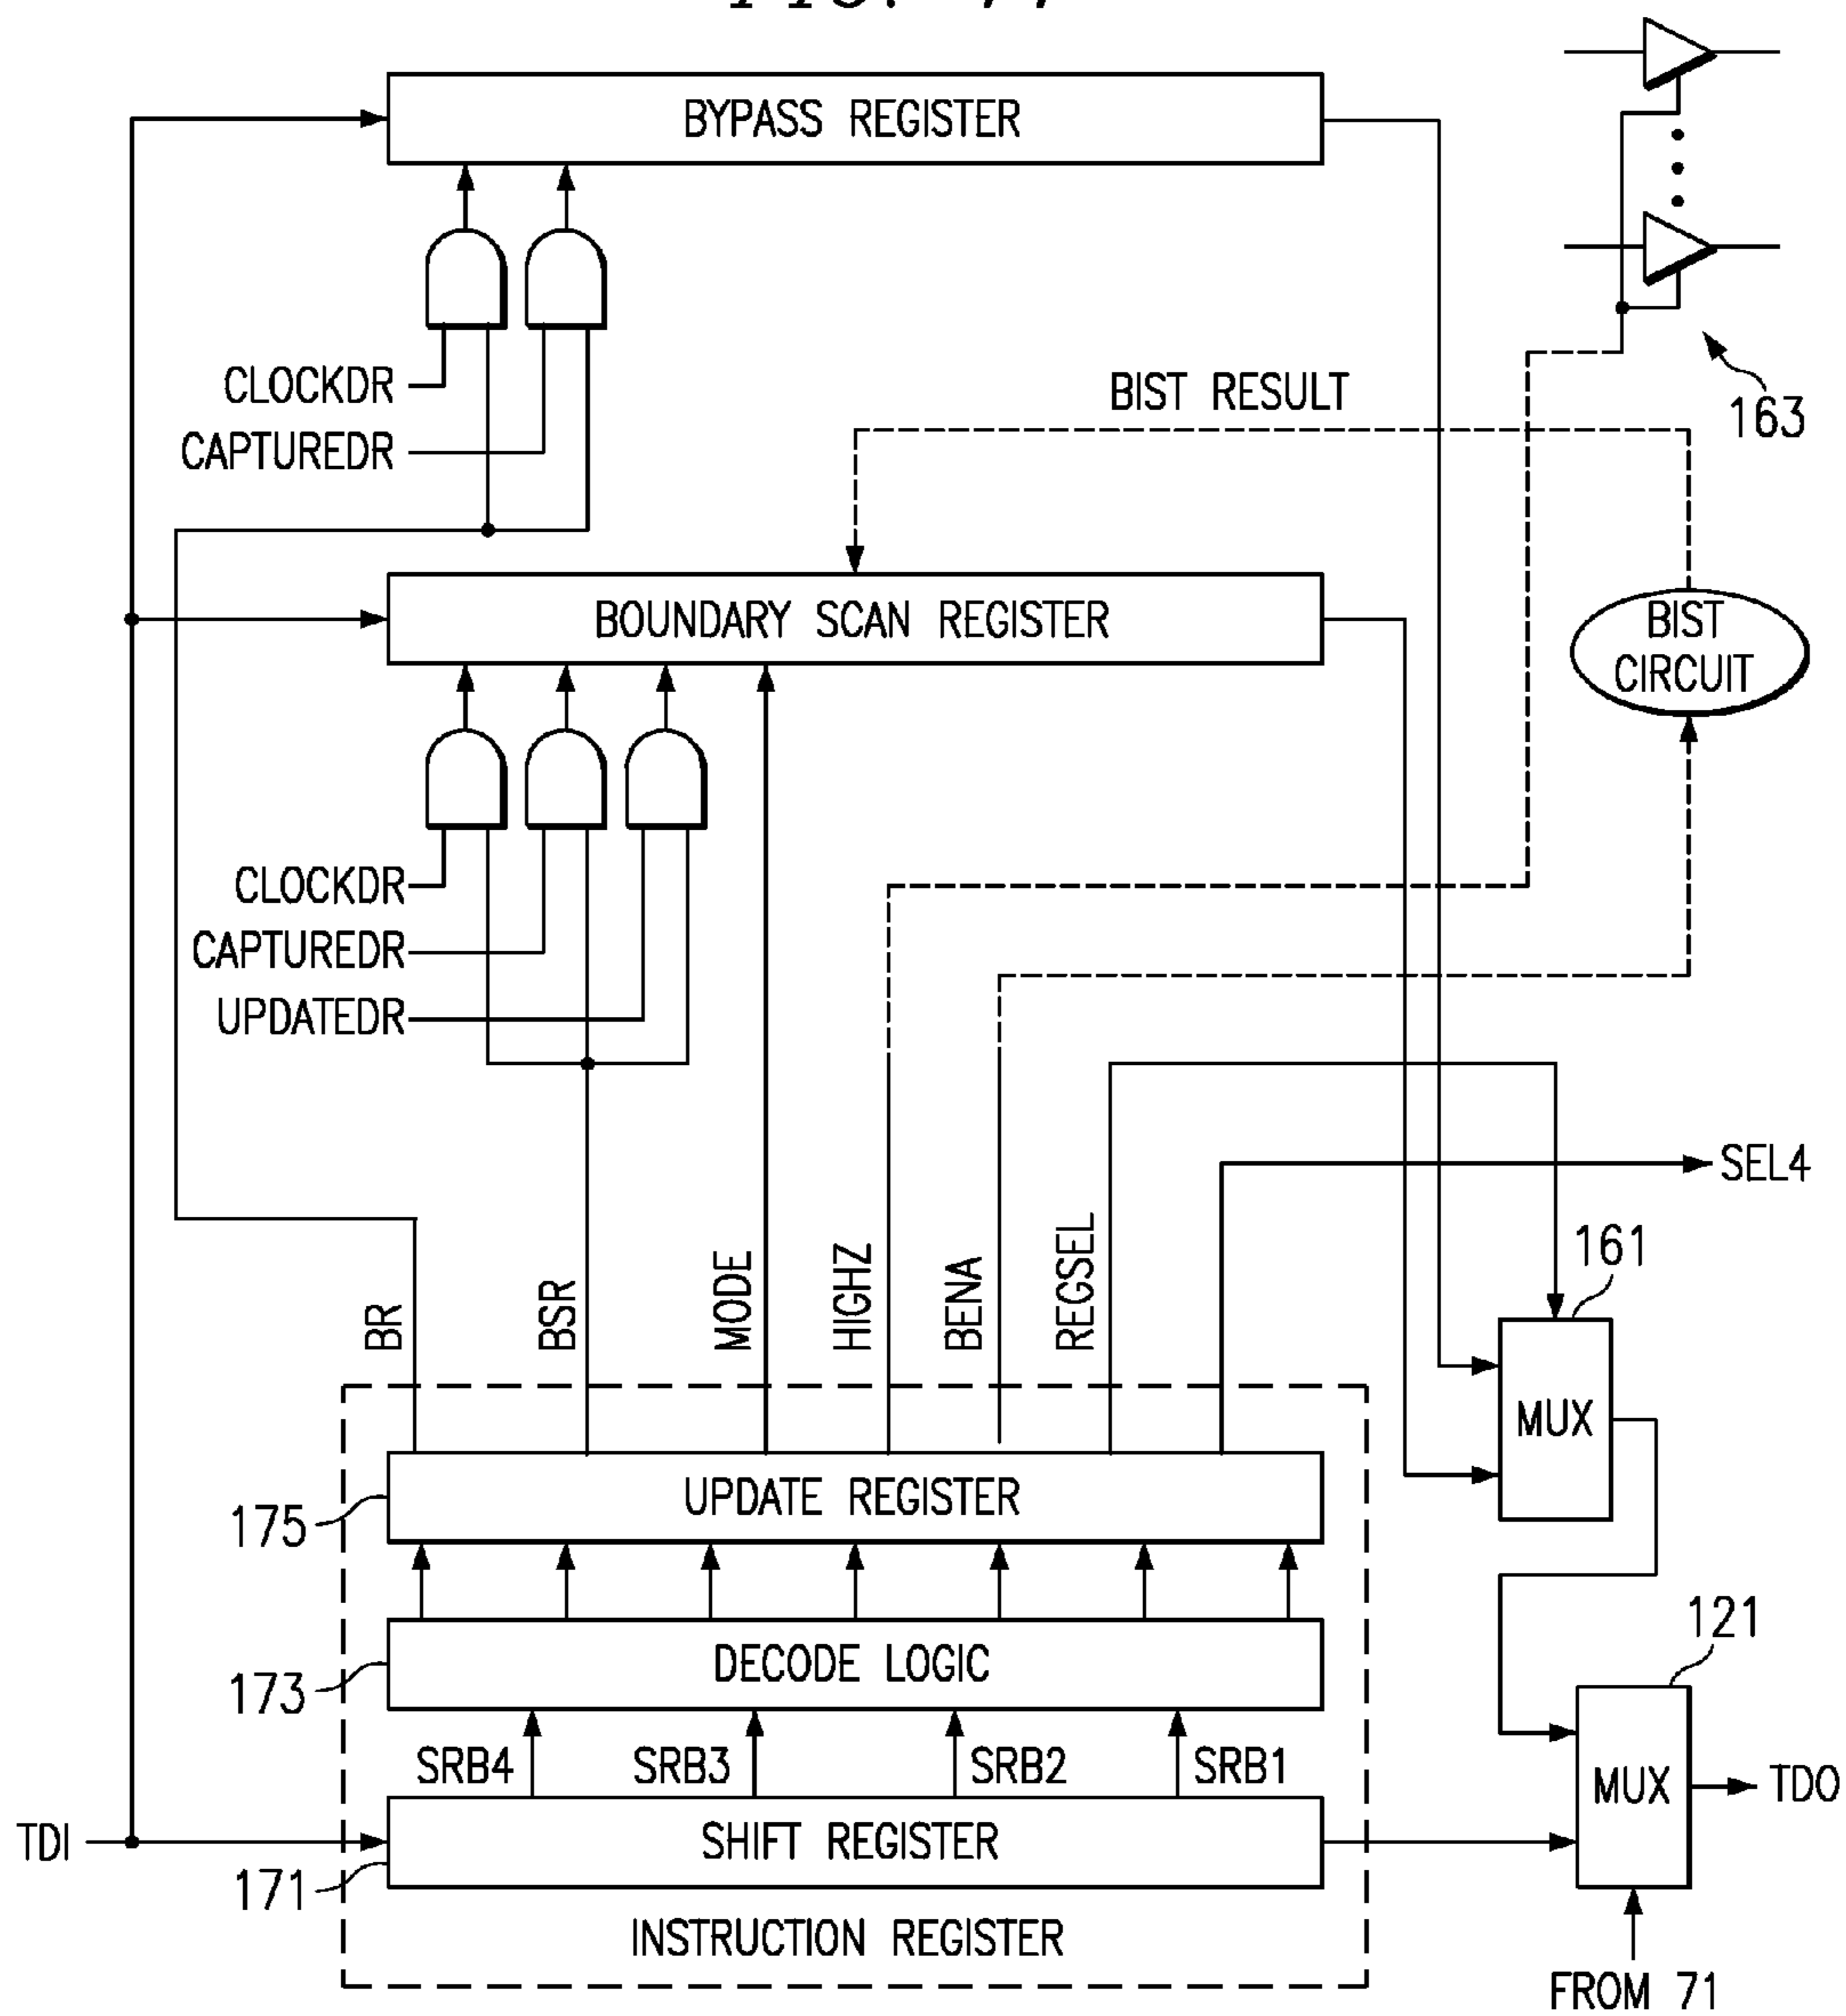 BYPASS REGISTER
CLOCKDR
BIST RESULT
163
CAPTUREDR
BOUNDARY SCAN REGISTER
BIST
CIRCUIT
CLOCKDR
CAPTUREDR
UPDATEDR
SEL4
161
BR
BSR
MODE
HIGHZ
BENA
REGSEL
MUX
UPDATE REGISTER
175
121
DECODE LOGIC
173
SRB4
SRB3
SRB2
SRB1
MUX
TDO
TDI
SHIFT REGISTER
171
INSTRUCTION REGISTER
FROM 71